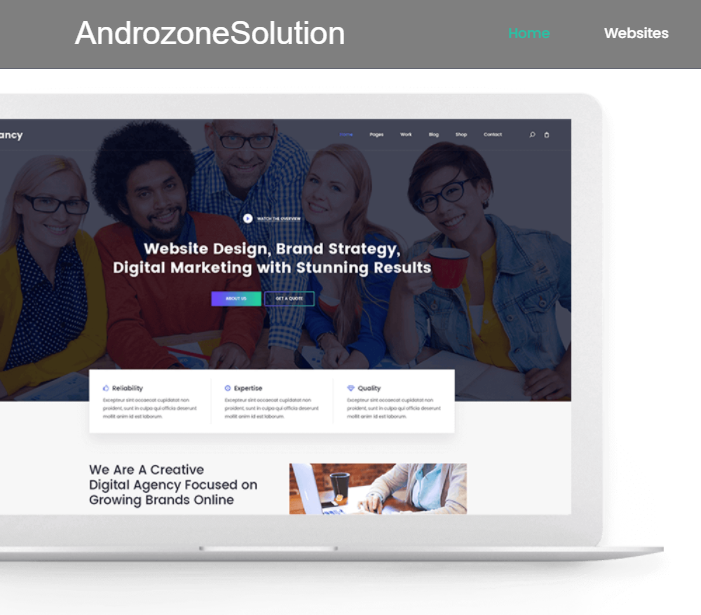 AndrozoneSolution
Home Websites
ancy
Home Pages Work Blog Shop Contact
WATCH THE OVERVIEW
Website Design, Brand Strategy,
Digital Marketing with Stunning Results
ABOUT US GET A QUOTE
Reliability
Excepteur sint occaecat cupidatat non
proident, sunt in culpa qui officia deserunt
mollit anim id est laborum.
Expertise
Excepteur sint occaecat cupidatat non
proident, sunt in culpa qui officia deserunt
mollit anim id est laborum.
Quality
Excepteur sint occaecat cupidatat non
proident, sunt in culpa qui officia deserunt
mollit anim id est laborum.
We Are A Creative
Digital Agency Focused on
Growing Brands Online